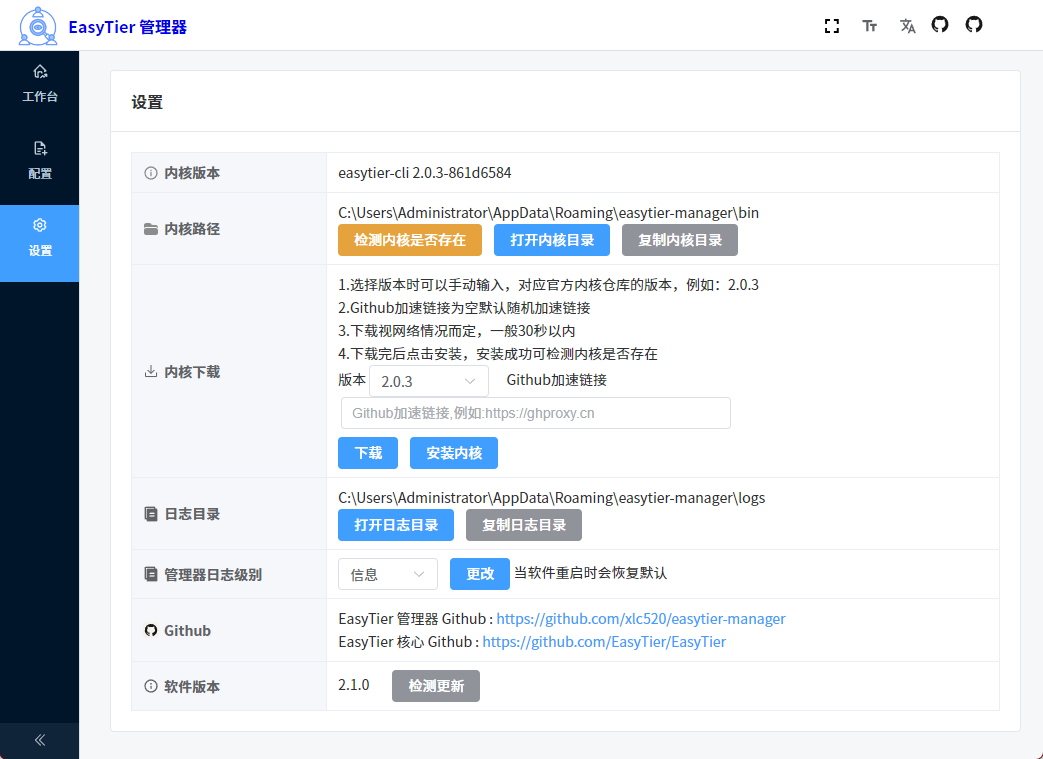 EasyTier 管理器
工作台
配置
设置
设置
内核版本
easytier-cli 2.0.3-861d6584
内核路径
C:\Users\Administrator\AppData\Roaming\easytier-manager\bin
检测内核是否存在 打开内核目录 复制内核目录
内核下载
1.选择版本时可以手动输入，对应官方内核仓库的版本，例如：2.0.3
2.Github加速链接为空默认随机加速链接
3.下载视网络情况而定，一般30秒以内
4.下载完后点击安装，安装成功可检测内核是否存在
版本 2.0.3 Github加速链接
Github加速链接,例如:https://ghproxy.cn
下载 安装内核
日志目录
C:\Users\Administrator\AppData\Roaming\easytier-manager\logs
打开日志目录 复制日志目录
管理器日志级别
信息 更改 当软件重启时会恢复默认
Github
EasyTier 管理器 Github : https://github.com/xlc520/easytier-manager
EasyTier 核心 Github : https://github.com/EasyTier/EasyTier
软件版本
2.1.0 检测更新